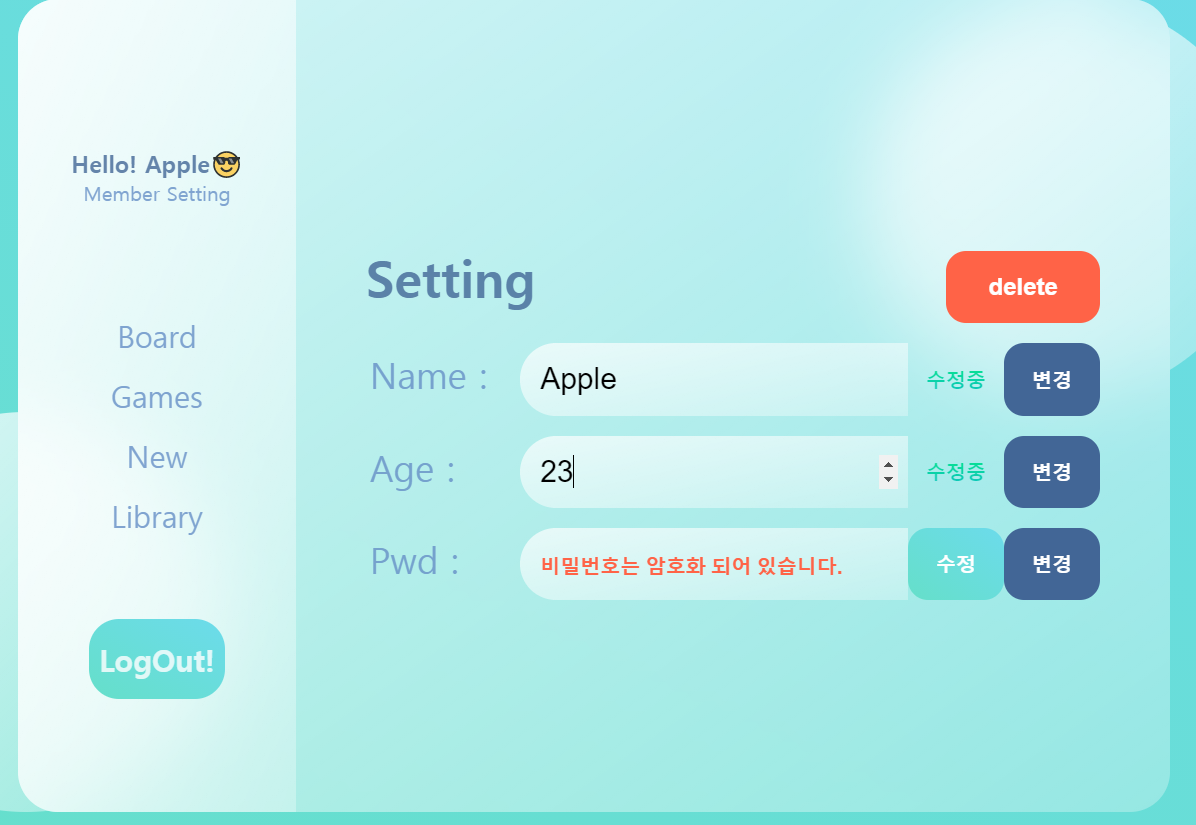 Hello! Apple😎
Member Setting
Board
Games
New
Library
LogOut!
Setting
delete
Name :
Apple
수정중
변경
Age :
23
수정중
변경
Pwd :
비밀번호는 암호화 되어 있습니다.
수정
변경